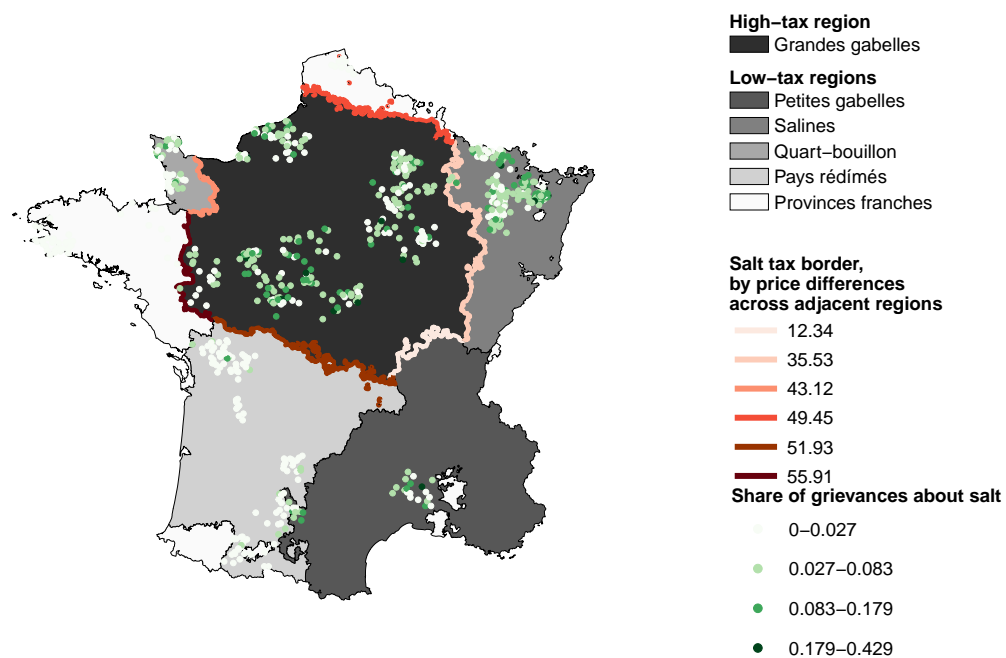 High−tax region
Grandes gabelles
Low−tax regions
Petites gabelles
Salines
Quart−bouillon
Pays rédímés
Provinces franches
Salt tax border,
by price differences
across adjacent regions
12.34
35.53
43.12
49.45
51.93
55.91
Share of grievances about salt
0−0.027
0.027−0.083
0.083−0.179
0.179−0.429